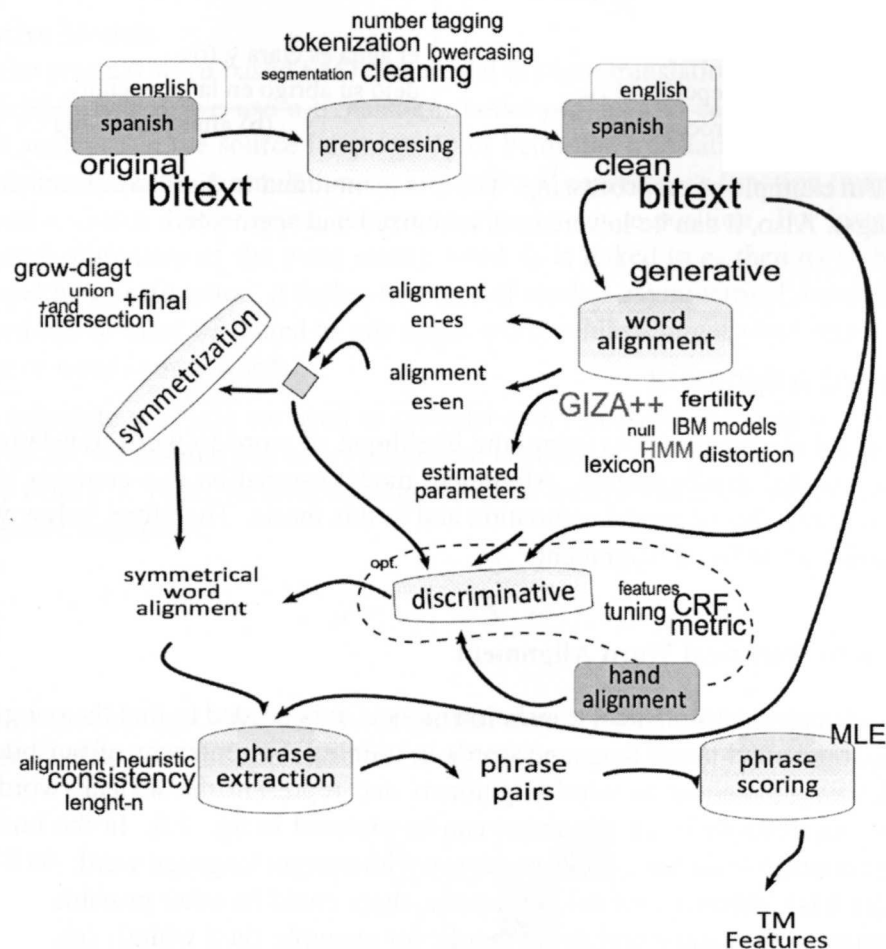 number tagging
tokenization lowercasing
segmentation cleaning
english
spanish
original
bitext
preprocessing
english
spanish
clean
bitext
grow-diagt
union
+and +final
intersection
symmetrization
alignment
en-es
alignment
es-en
generative
word
alignment
GIZA++ fertility
null IBM models
HMM distortion
lexicon
estimated
parameters
opt.
discriminative
features
tuning CRF
metric
hand
alignment
symmetrical
word
alignment
alignment heuristic
consistency
lenght-n
phrase
extraction
phrase
pairs
MLE
phrase
scoring
TM
Features